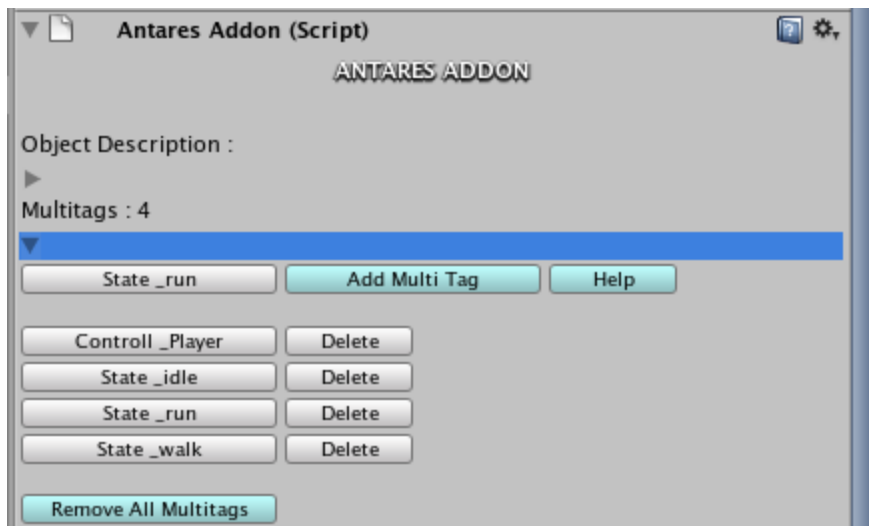 Antares Addon (Script)
ANTARES ADDON
Object Description :
Multitags : 4
State _run Add Multi Tag Help
Controll _Player Delete
State _idle Delete
State _run Delete
State _walk Delete
Remove All Multitags